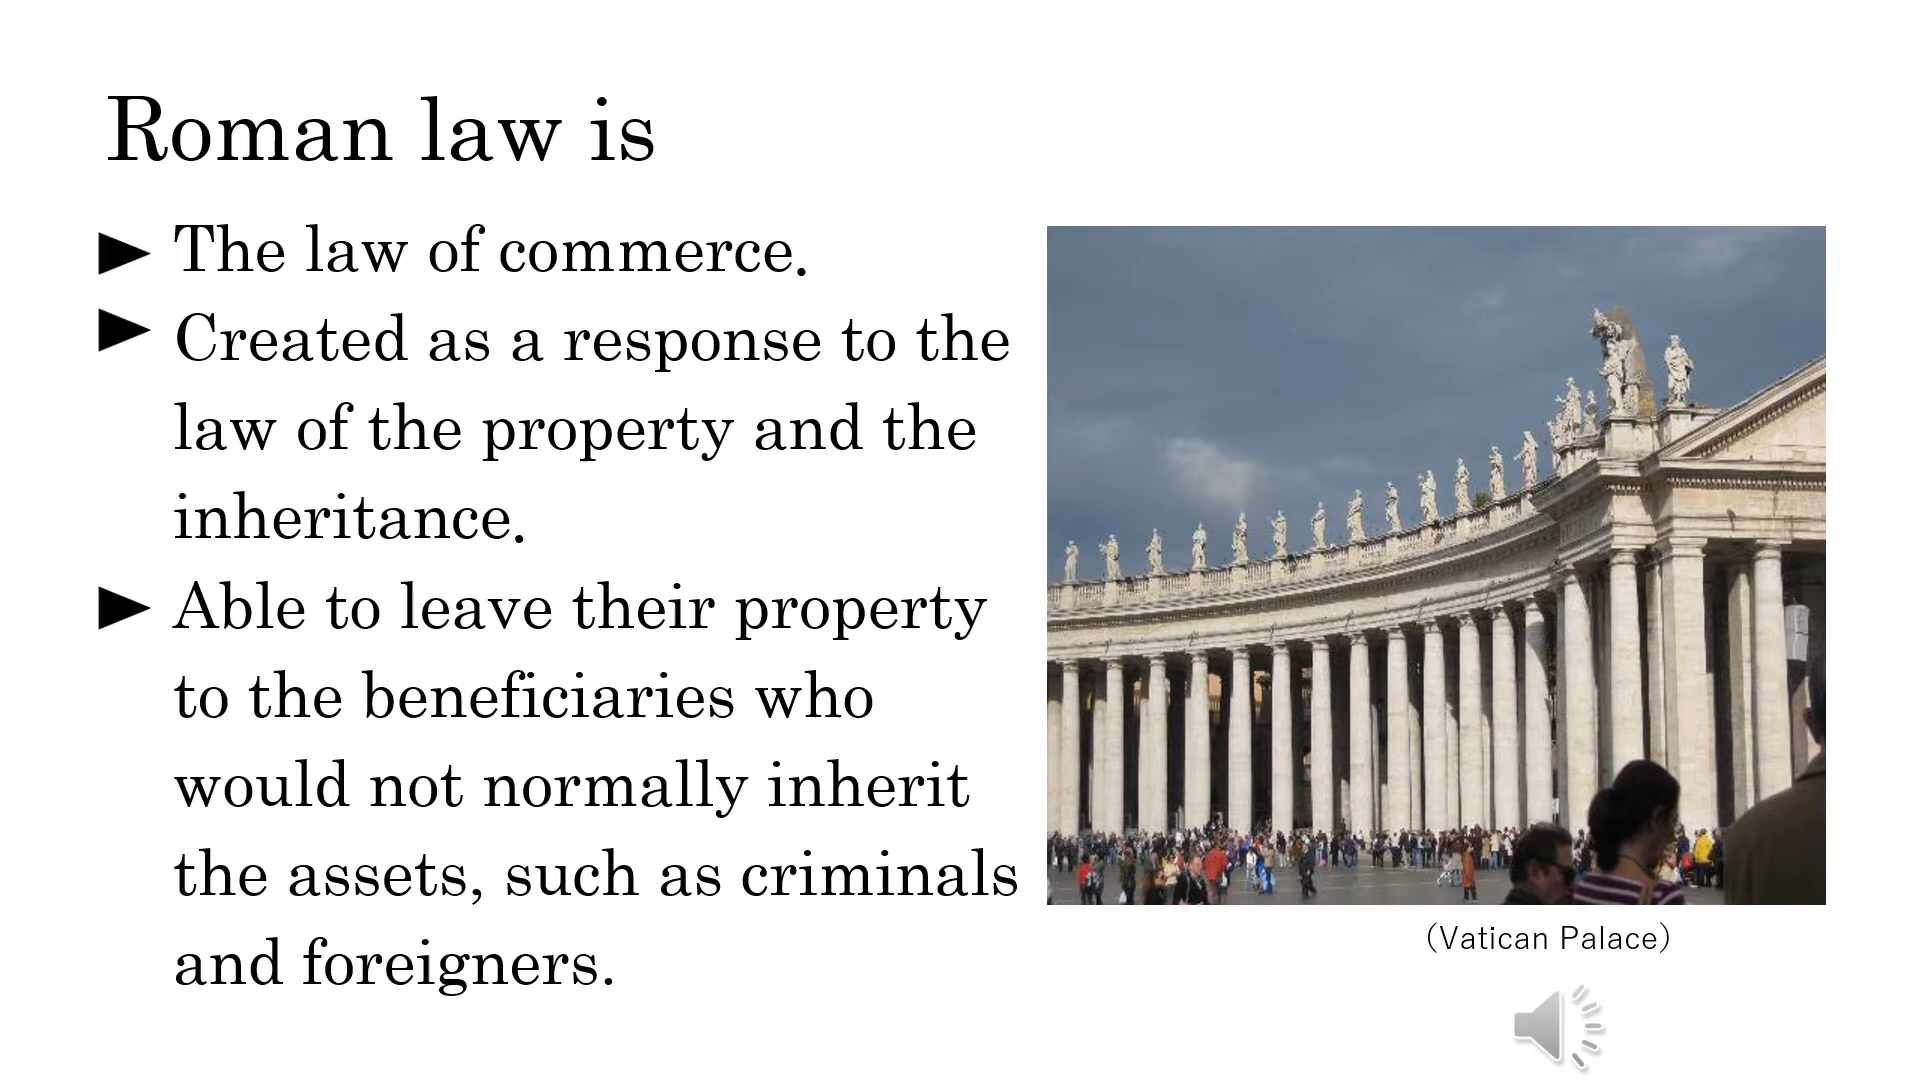 Roman law is
► The law of commerce.
► Created as a response to the
law of the property and the
inheritance.
► Able to leave their property
to the beneficiaries who
would not normally inherit
the assets, such as criminals
and foreigners.
(Vatican Palace)